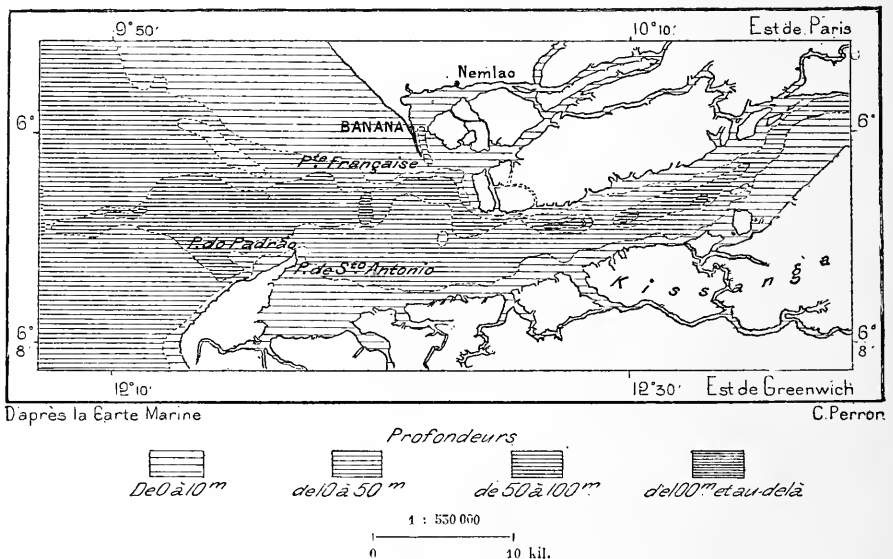 9°50' 10°10' Est de Paris
Nemlao
6° BANANA 6°
Pte Française
P. do Padrão
P. de Sto Antonio
Kissanga
6° 8' 6° 8'
12°10' 12°30' Est de Greenwich
D'après la Carte Marine C. Perron
Profondeurs
De 0 à 10 m de 10 à 50 m de 50 à 100 m de 100 m et au-delà
1 : 530 000
0 10 kil.